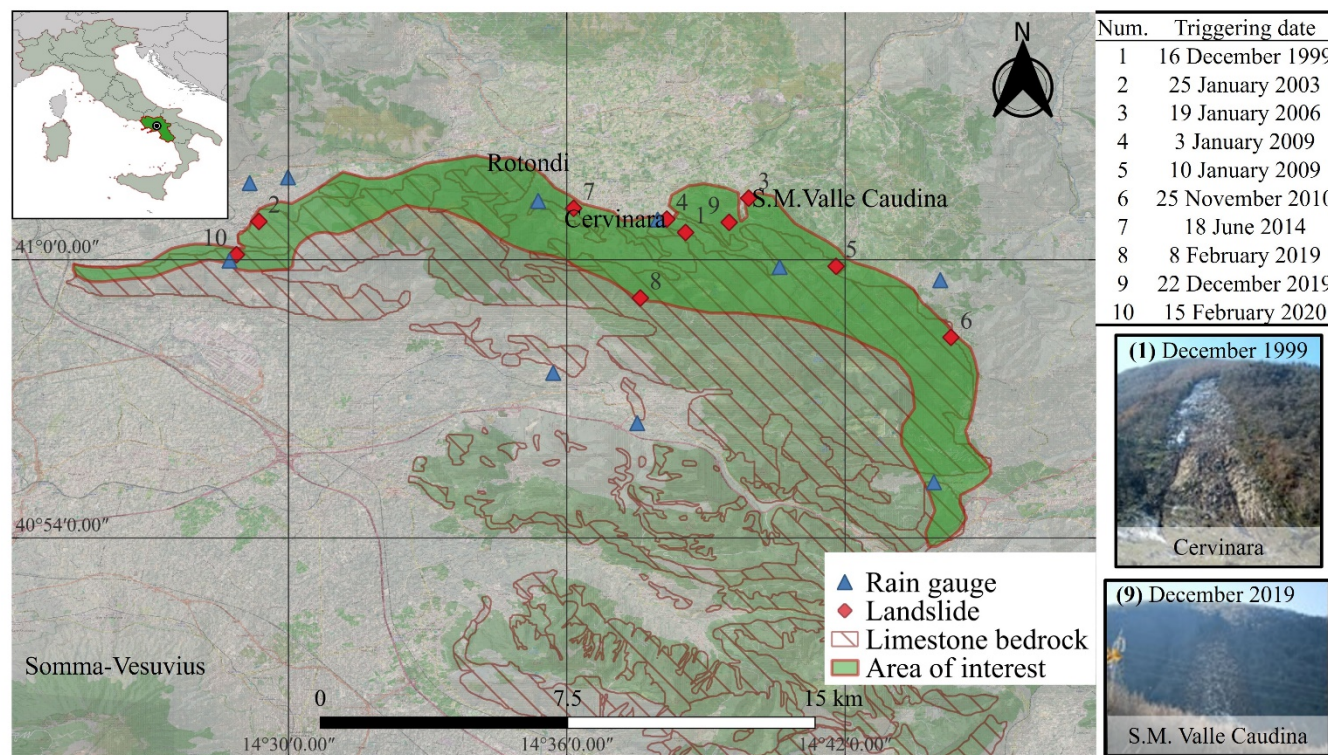 N
Rotondi
Cervinara
S.M.Valle Caudina
7
3
4
1
9
2
10
5
8
6
41°0′0.00″
40°54′0.00″
Somma-Vesuvius
Rain gauge
Landslide
Limestone bedrock
Area of interest
0
7.5
15 km
14°30′0.00″
14°36′0.00″
14°42′0.00″
Num. Triggering date
1 16 December 1999
2 25 January 2003
3 19 January 2006
4 3 January 2009
5 10 January 2009
6 25 November 2010
7 18 June 2014
8 8 February 2019
9 22 December 2019
10 15 February 2020
(1) December 1999
Cervinara
(9) December 2019
S.M. Valle Caudina